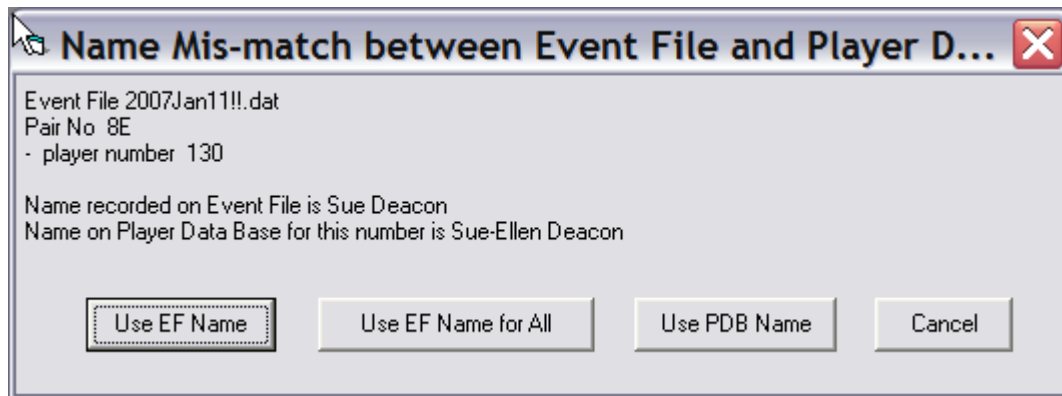 Name Mis-match between Event File and Player D...
Event File 2007Jan11!!.dat
Pair No 8E
- player number 130
Name recorded on Event File is Sue Deacon
Name on Player Data Base for this number is Sue-Ellen Deacon
Use EF Name
Use EF Name for All
Use PDB Name
Cancel